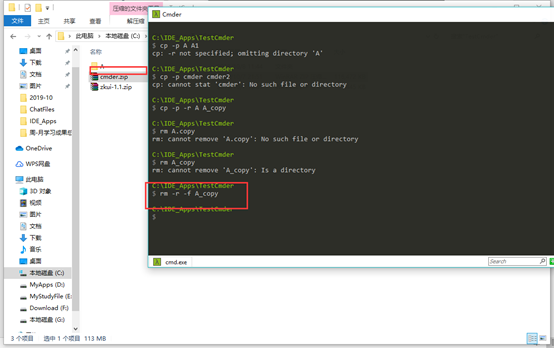 压缩的文件夹工具
文件
主页
共享
查看
解压缩
此电脑
本地磁盘 (C:)
桌面
下载
文档
图片
2019-10
ChatFiles
IDE_Apps
周-月学习成果总
OneDrive
WPS网盘
此电脑
3D 对象
视频
图片
文档
下载
音乐
桌面
本地磁盘 (C:)
MyApps (D:)
MyStudyFile (E:
Download (F:)
本地磁盘 (G:)
名称
A
cmder.zip
zkui-1.1.zip
3 个项目
选中 1 个项目 113 MB
Cmder
C:\IDE_Apps\TestCmder
$ cp -p A A1
cp: -r not specified; omitting directory 'A'
C:\IDE_Apps\TestCmder
$ cp -p cmder cmder2
cp: cannot stat 'cmder': No such file or directory
C:\IDE_Apps\TestCmder
$ cp -p -r A A_copy
C:\IDE_Apps\TestCmder
$ rm A.copy
rm: cannot remove 'A.copy': No such file or directory
C:\IDE_Apps\TestCmder
$ rm A_copy
rm: cannot remove 'A_copy': Is a directory
C:\IDE_Apps\TestCmder
$ rm -r -f A_copy
C:\IDE_Apps\TestCmder
$
cmd.exe
Search